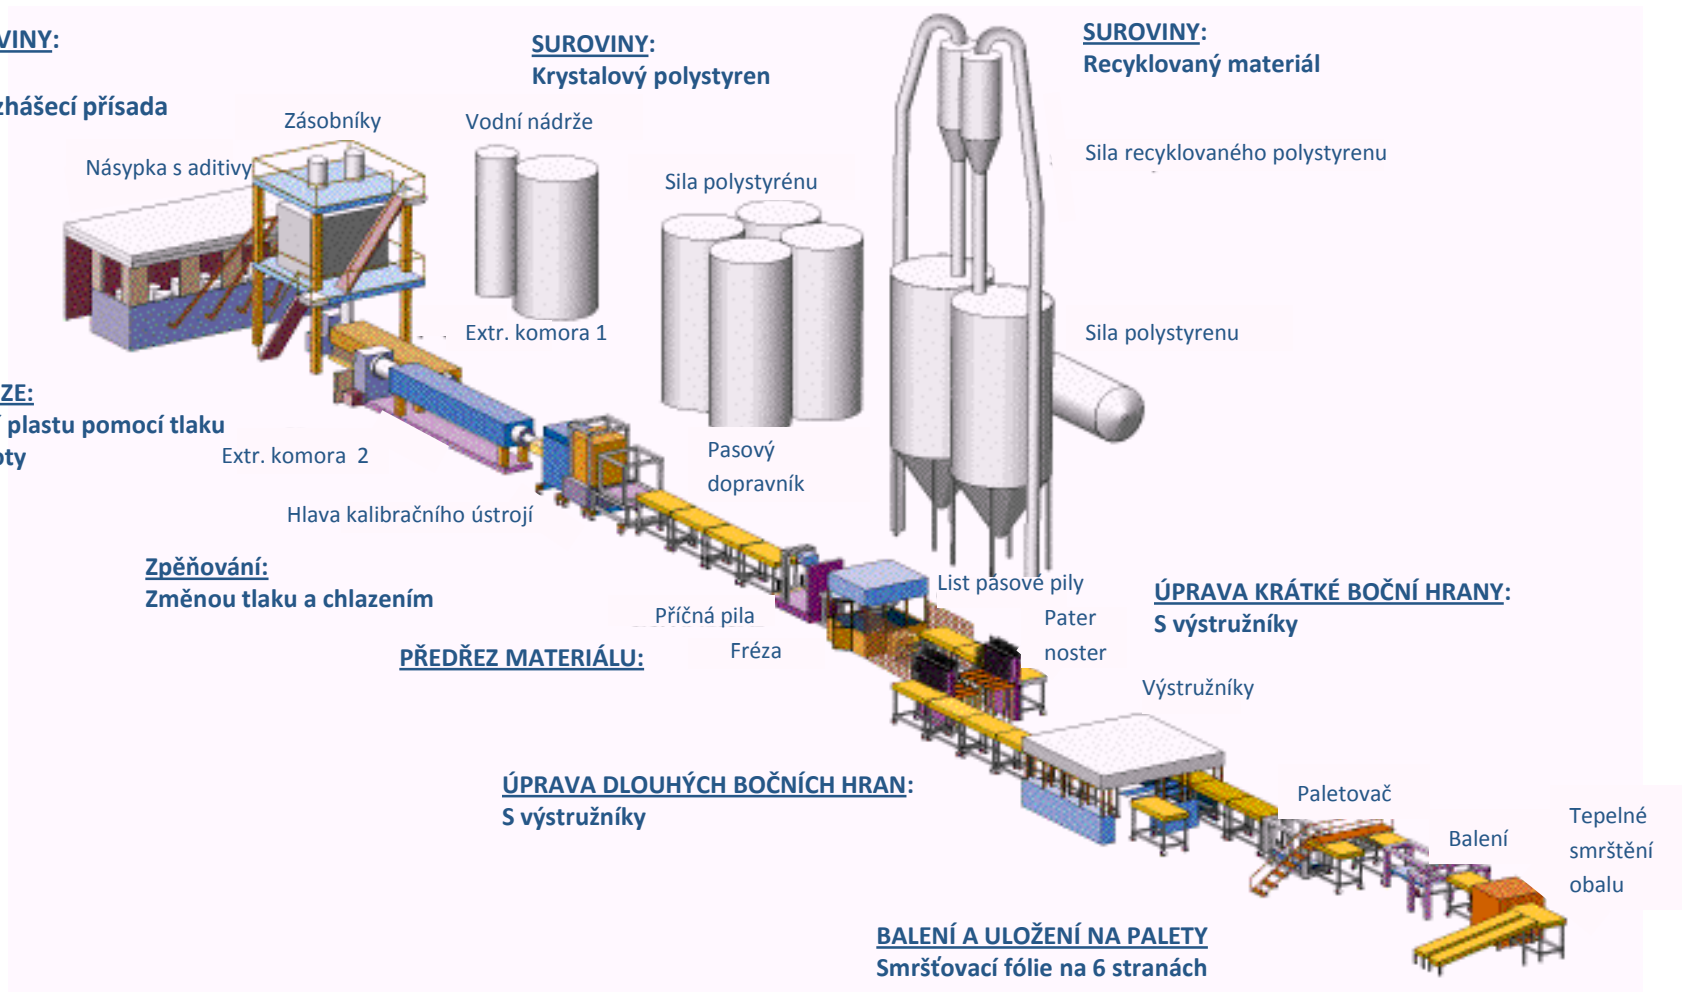 VINY:
zhášecí přísada
Násypka s aditivy
Zásobníky
SUROVINY:
Krystalový polystyren
Vodní nádrže
Sila polystyrénu
SUROVINY:
Recyklovaný materiál
Sila recyklovaného polystyrenu
Sila polystyrenu
Extr. komora 1
ZE:
í plastu pomocí tlaku
oty
Extr. komora 2
Hlava kalibračního ústrojí
Pasový
dopravník
Zpěňování:
Změnou tlaku a chlazením
Příčná pila
Fréza
List pásové pily
Pater
noster
PŘEDŘEZ MATERIÁLU:
ÚPRAVA KRÁTKÉ BOČNÍ HRANY:
S výstružníky
Výstružníky
ÚPRAVA DLOUHÝCH BOČNÍCH HRAN:
S výstružníky
Paletovač
Balení
Tepelné
smrštění
obalu
BALENÍ A ULOŽENÍ NA PALETY
Smršťovací fólie na 6 stranách